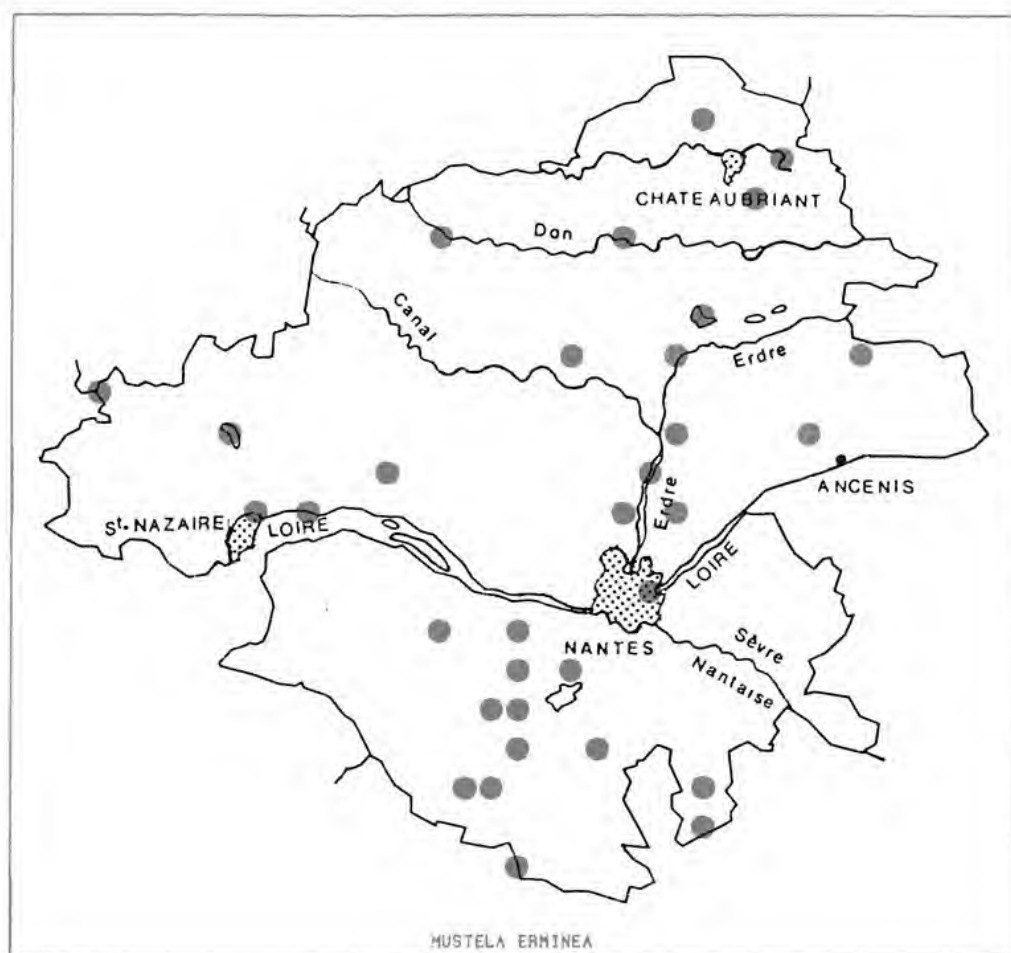 CHATEAUBRIANT
Don
Canal
Erdre
Erdre
ANCENIS
St. NAZAIRE
LOIRE
LOIRE
NANTES
Sèvre
Nantaise
MUSTELA ERMINEA